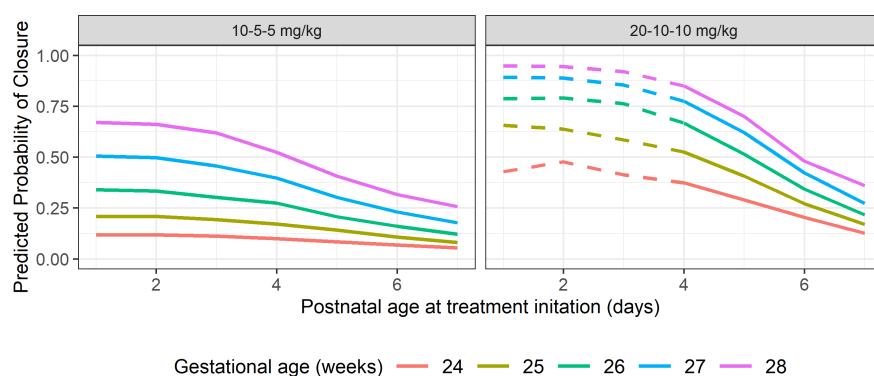 10-5-5 mg/kg 20-10-10 mg/kg
Predicted Probability of Closure
1.00
0.75
0.50
0.25
0.00
2 4 6 2 4 6
Postnatal age at treatment initation (days)
Gestational age (weeks) 24 25 26 27 28